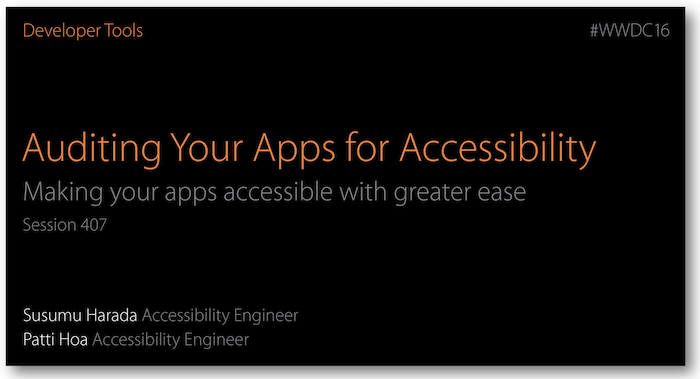 Developer Tools
#WWDC16
Auditing Your Apps for Accessibility
Making your apps accessible with greater ease
Session 407
Susumu Harada Accessibility Engineer
Patti Hoa Accessibility Engineer